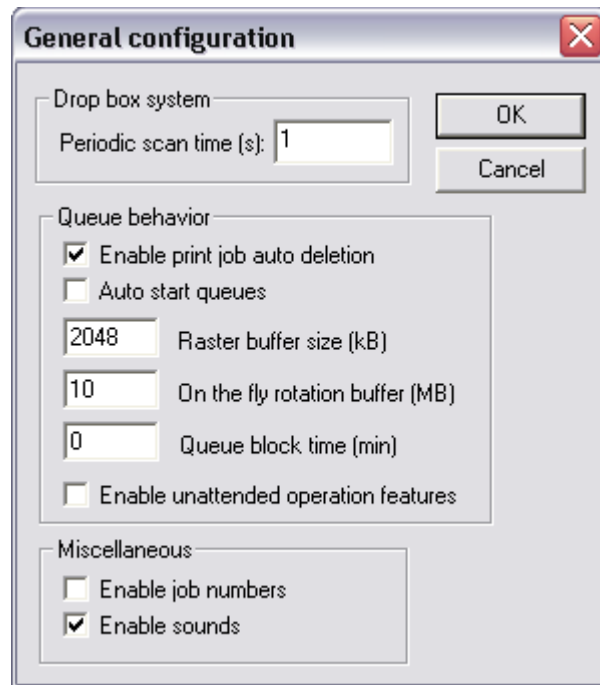 General configuration
Drop box system
Periodic scan time (s): 1
OK
Cancel
Queue behavior
Enable print job auto deletion
Auto start queues
2048 Raster buffer size (kB)
10 On the fly rotation buffer (MB)
0 Queue block time (min)
Enable unattended operation features
Miscellaneous
Enable job numbers
Enable sounds